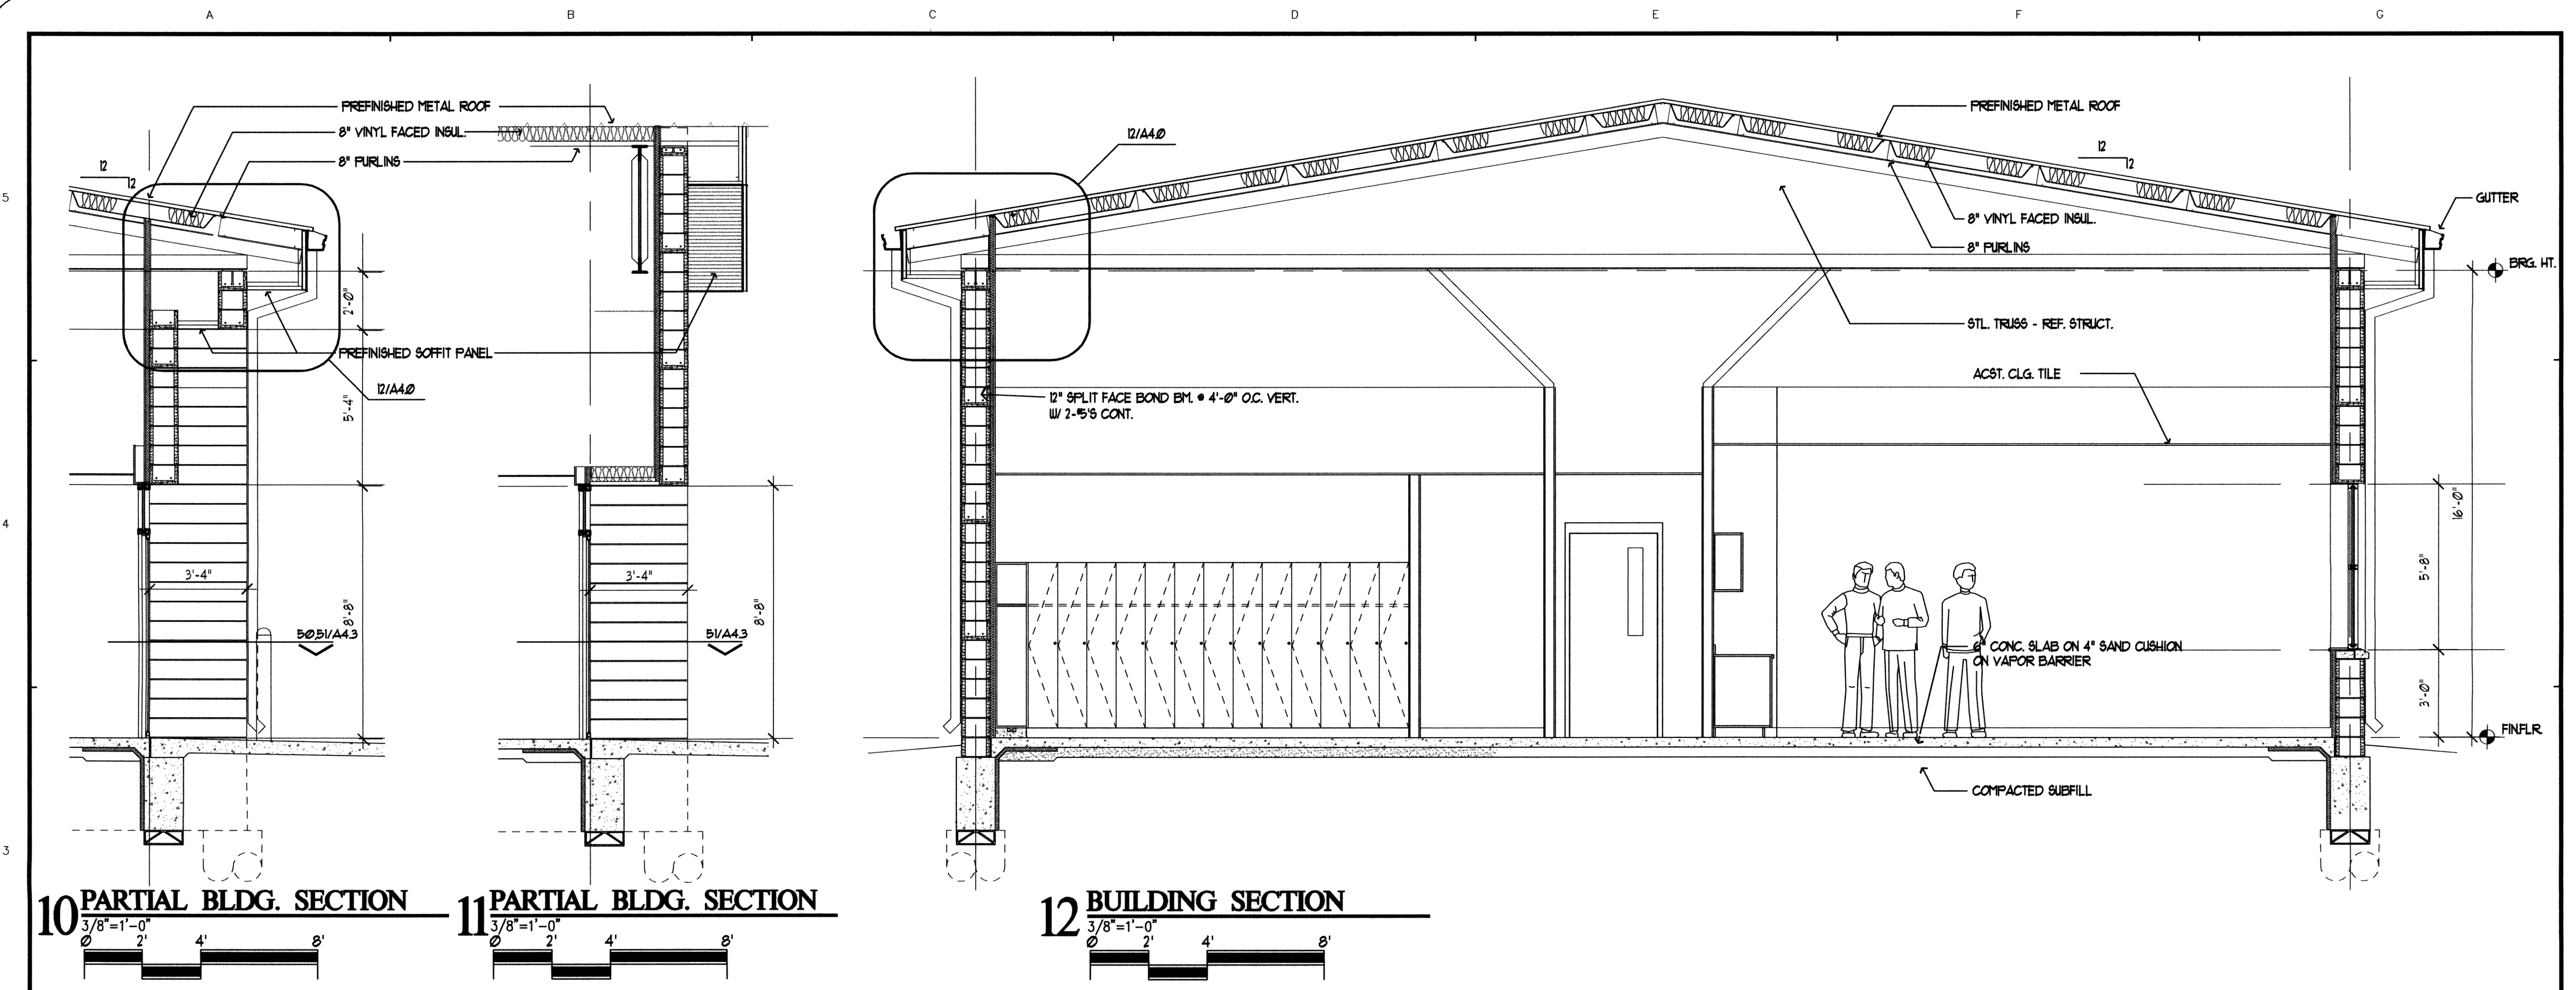 A B C D E F G
5
4
3
PREFINISHED METAL ROOF
8" VINYL FACED INSUL.
8" PURLINS
12
2
PREFINISHED SOFFIT PANEL
12/A4.0
2'-0"
5'-4"
8'-8"
3'-4"
50,51/A4.3
3'-4"
8'-8"
51/A4.3
12/A4.0
PREFINISHED METAL ROOF
12
2
GUTTER
8" VINYL FACED INSUL.
8" PURLINS
BRG. HT.
STL. TRUSS - REF. STRUCT.
ACST. CLG. TILE
12" SPLIT FACE BOND BM. @ 4'-0" O.C. VERT.
W/ 2-#5'S CONT.
16'-0"
5'-8"
3'-0"
6" CONC. SLAB ON 4" SAND CUSHION
ON VAPOR BARRIER
FIN.FLR.
COMPACTED SUBFILL
10 PARTIAL BLDG. SECTION
3/8"=1'-0"
0 2' 4' 8'
11 PARTIAL BLDG. SECTION
3/8"=1'-0"
0 2' 4' 8'
12 BUILDING SECTION
3/8"=1'-0"
0 2' 4' 8'